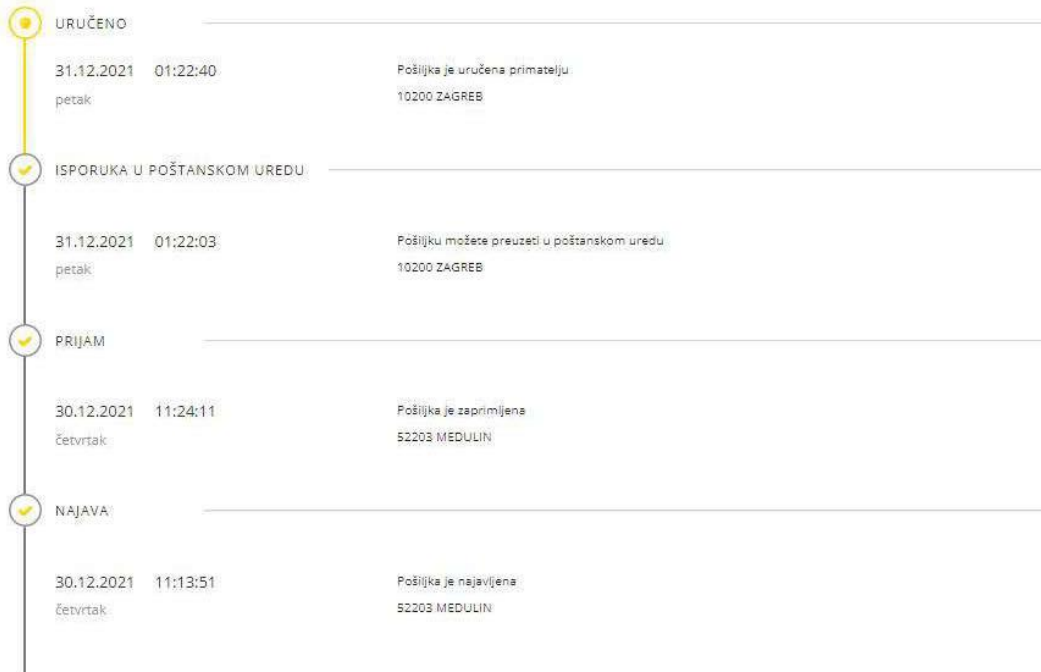 URUČENO
31.12.2021 01:22:40 Pošiljka je uručena primatelju
petak 10200 ZAGREB
ISPORUKA U POŠTANSKOM UREDU
31.12.2021 01:22:03 Pošiljku možete preuzeti u poštanskom uredu
petak 10200 ZAGREB
PRIJAM
30.12.2021 11:24:11 Pošiljka je zaprimljena
četvrtak 52203 MEDULIN
NAJAVA
30.12.2021 11:13:51 Pošiljka je najavljena
četvrtak 52203 MEDULIN